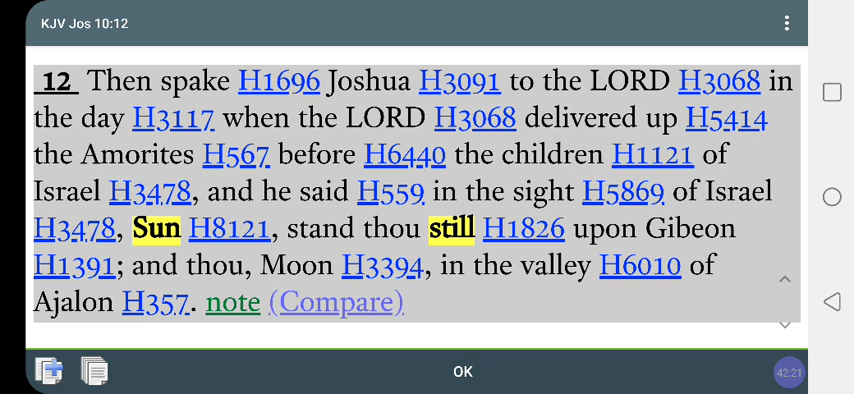 KJV Jos 10:12
12 Then spake H1696 Joshua H3091 to the LORD H3068 in
the day H3117 when the LORD H3068 delivered up H5414
the Amorites H567 before H6440 the children H1121 of
Israel H3478, and he said H559 in the sight H5869 of Israel
H3478, Sun H8121, stand thou still H1826 upon Gibeon
H1391; and thou, Moon H3394, in the valley H6010 of
Ajalon H357. note (Compare)
OK
42:21